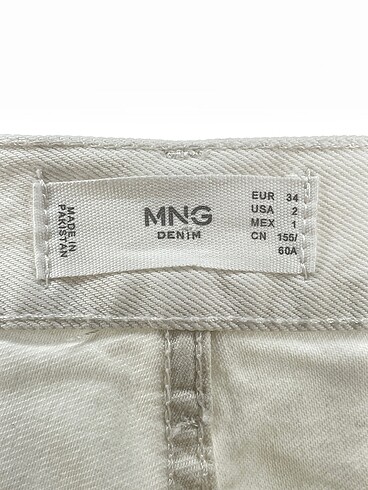 MADE IN
PAKISTAN
MNG
DENIM
EUR 34
USA 2
MEX 1
CN 155/
60A